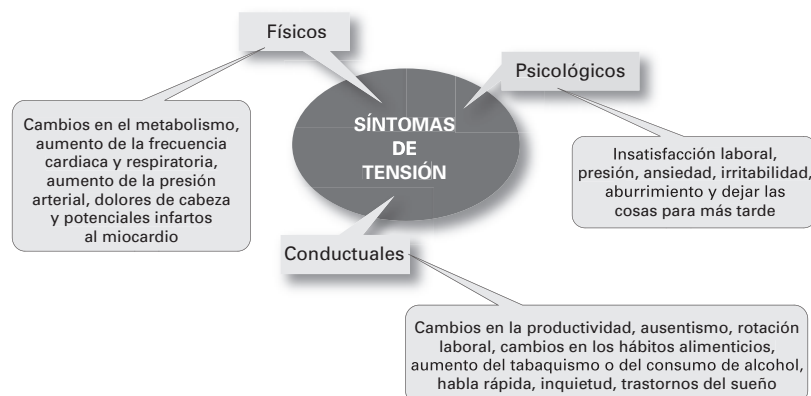 Físicos
Psicológicos
SÍNTOMAS
DE
TENSIÓN
Cambios en el metabolismo,
aumento de la frecuencia
cardiaca y respiratoria,
aumento de la presión
arterial, dolores de cabeza
y potenciales infartos
al miocardio
Insatisfacción laboral,
presión, ansiedad, irritabilidad,
aburrimiento y dejar las
cosas para más tarde
Conductuales
Cambios en la productividad, ausentismo, rotación
laboral, cambios en los hábitos alimenticios,
aumento del tabaquismo o del consumo de alcohol,
habla rápida, inquietud, trastornos del sueño